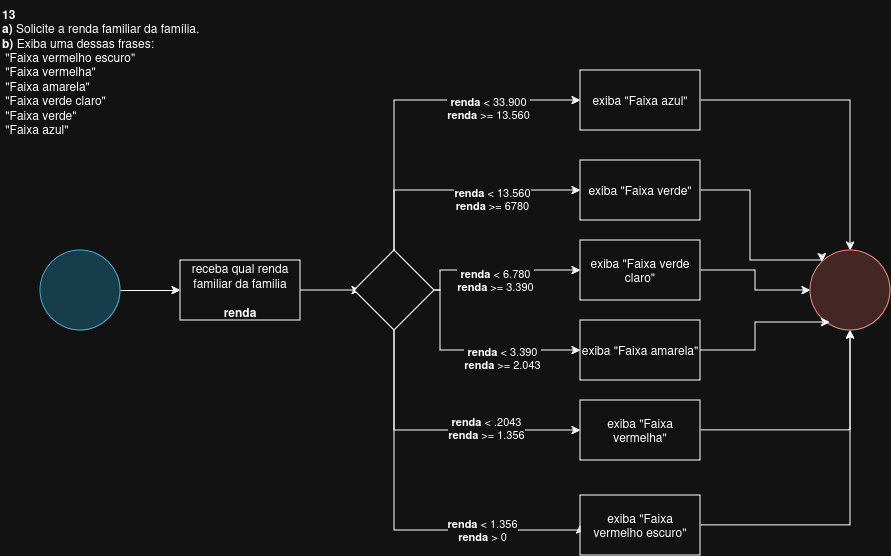 13
a) Solicite a renda familiar da família.
b) Exiba uma dessas frases:
"Faixa vermelho escuro"
"Faixa vermelha"
"Faixa amarela"
"Faixa verde claro"
"Faixa verde"
"Faixa azul"
receba qual renda
familiar da familia
renda
renda < 33.900
renda >= 13.560
exiba "Faixa azul"
renda < 13.560
renda >= 6780
exiba "Faixa verde"
renda < 6.780
renda >= 3.390
exiba "Faixa verde
claro"
renda < 3.390
renda >= 2.043
exiba "Faixa amarela"
renda < .2043
renda >= 1.356
exiba "Faixa
vermelha"
renda < 1.356
renda > 0
exiba "Faixa
vermelho escuro"